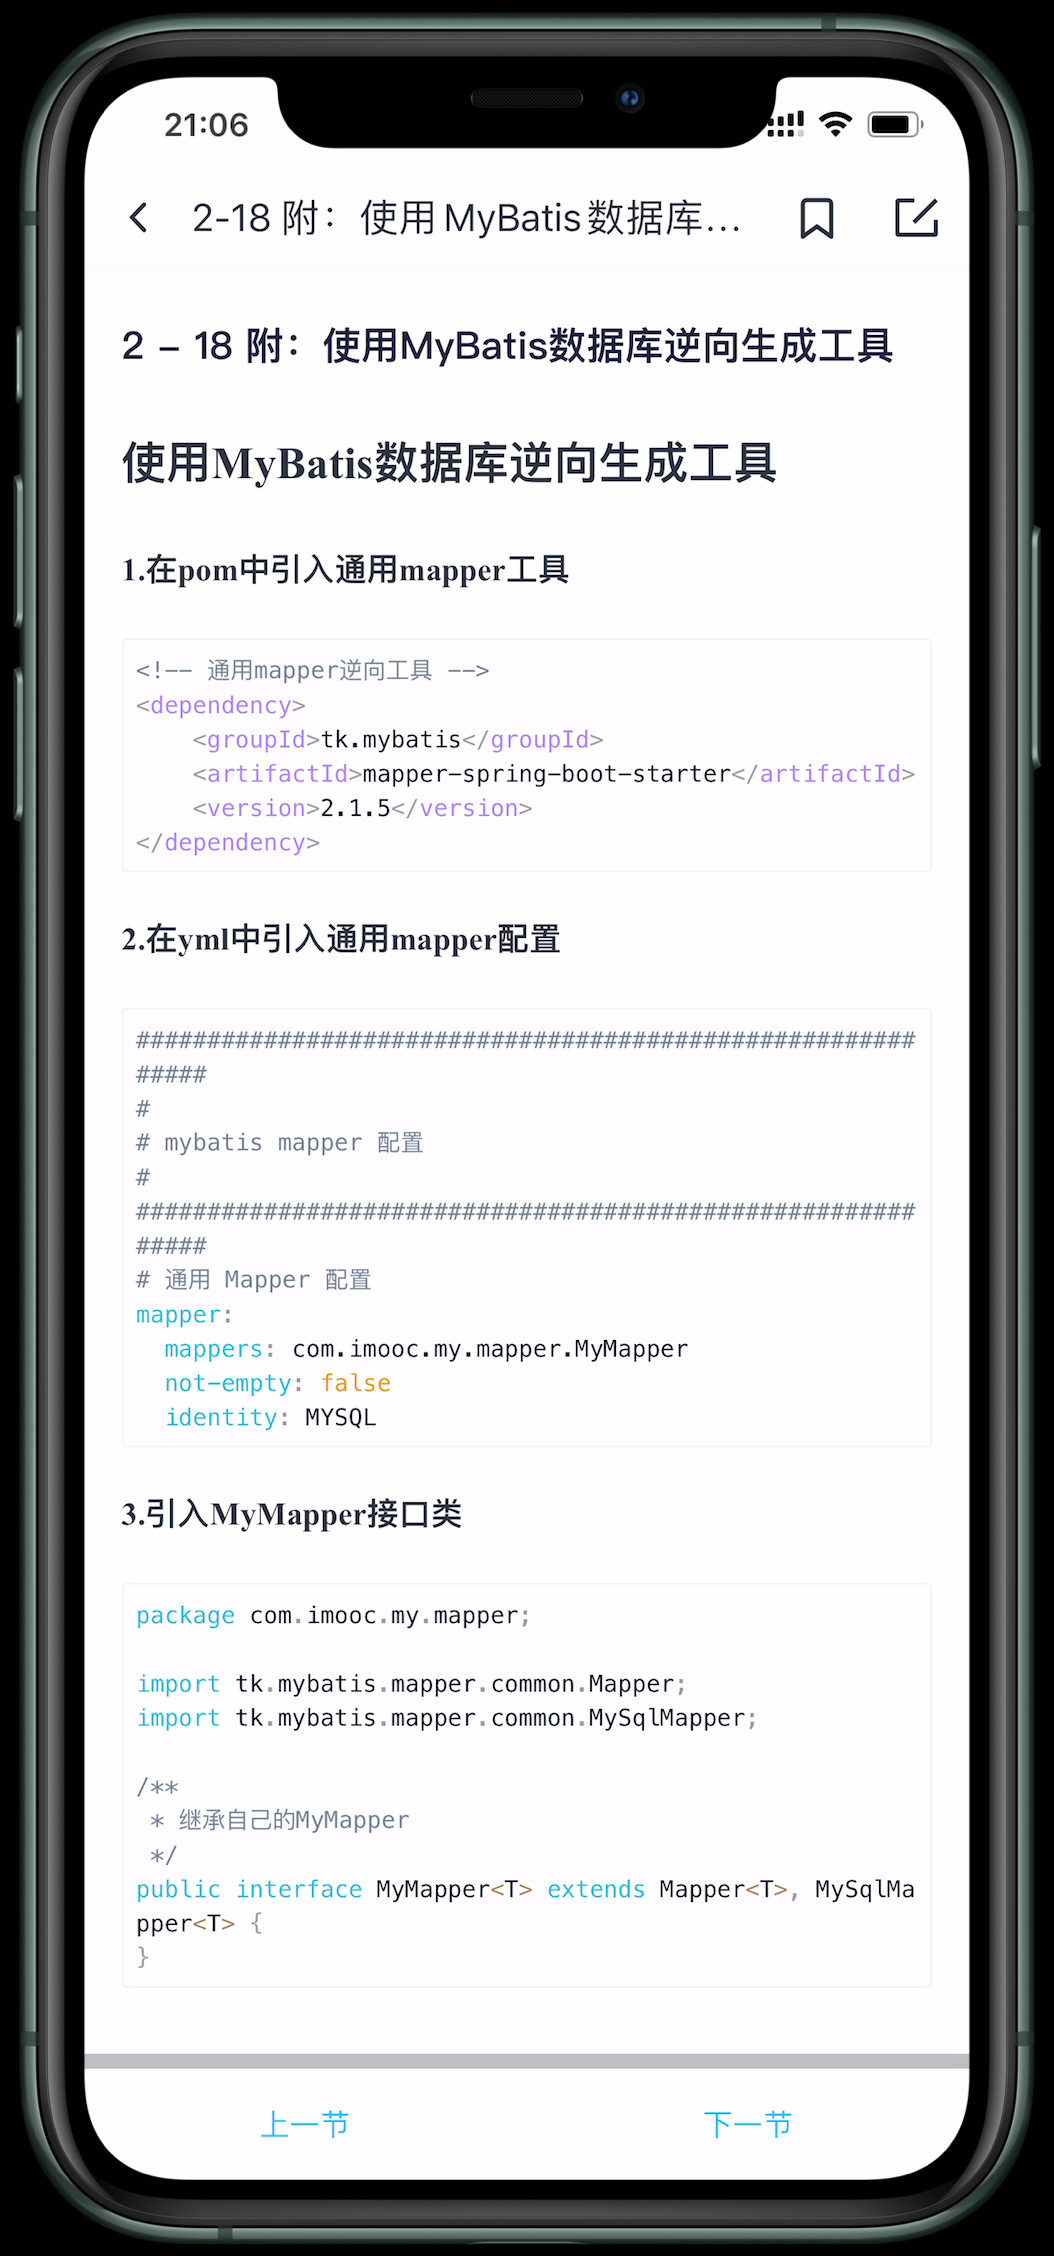 21:06
2-18 附：使用MyBatis数据库...
2 – 18 附：使用MyBatis数据库逆向生成工具
使用MyBatis数据库逆向生成工具
1.在pom中引入通用mapper工具
<!-- 通用mapper逆向工具 -->
<dependency>
    <groupId>tk.mybatis</groupId>
    <artifactId>mapper-spring-boot-starter</artifactId>
    <version>2.1.5</version>
</dependency>
2.在yml中引入通用mapper配置
#######################################################
#####
#
# mybatis mapper 配置
#
#######################################################
#####
# 通用 Mapper 配置
mapper:
  mappers: com.imooc.my.mapper.MyMapper
  not-empty: false
  identity: MYSQL
3.引入MyMapper接口类
package com.imooc.my.mapper;
import tk.mybatis.mapper.common.Mapper;
import tk.mybatis.mapper.common.MySqlMapper;
/**
 * 继承自己的MyMapper
 */
public interface MyMapper<T> extends Mapper<T>, MySqlMa
pper<T> {
}
上一节 下一节